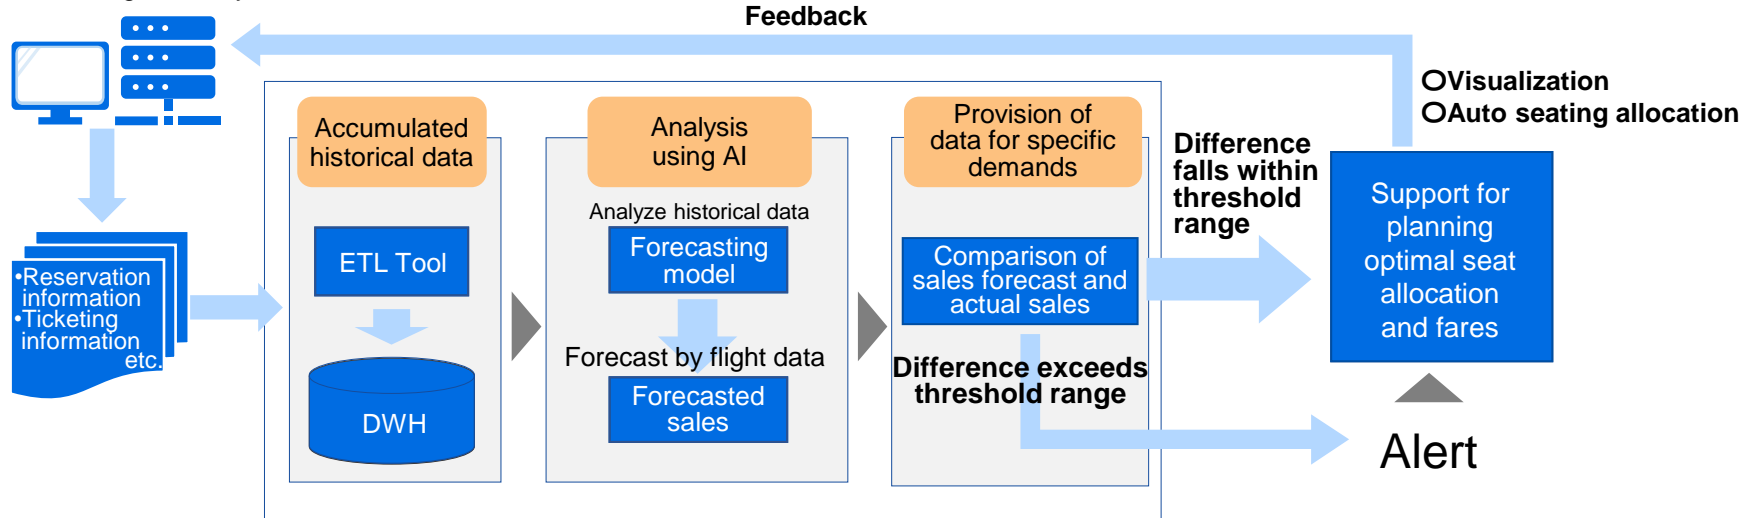 Feedback
〇Visualization
〇Auto seating allocation
Accumulated
historical data
Analysis
using AI
Provision of
data for specific
demands
Difference
falls within
threshold
range
Support for
planning
optimal seat
allocation
and fares
Analyze historical data
ETL Tool
Forecasting
model
Comparison of
sales forecast and
actual sales
•Reservation
information
•Ticketing
information
etc.
Forecast by flight data
Difference exceeds
threshold range
DWH
Forecasted
sales
Alert